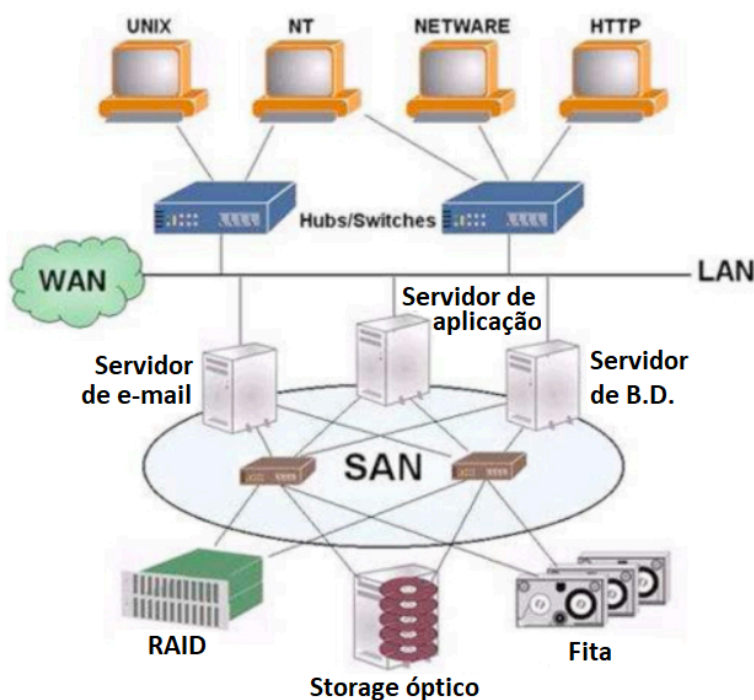 UNIX
NT
NETWARE
HTTP
Hubs/Switches
WAN
LAN
Servidor de
aplicação
Servidor
de e-mail
Servidor
de B.D.
SAN
RAID
Storage óptico
Fita